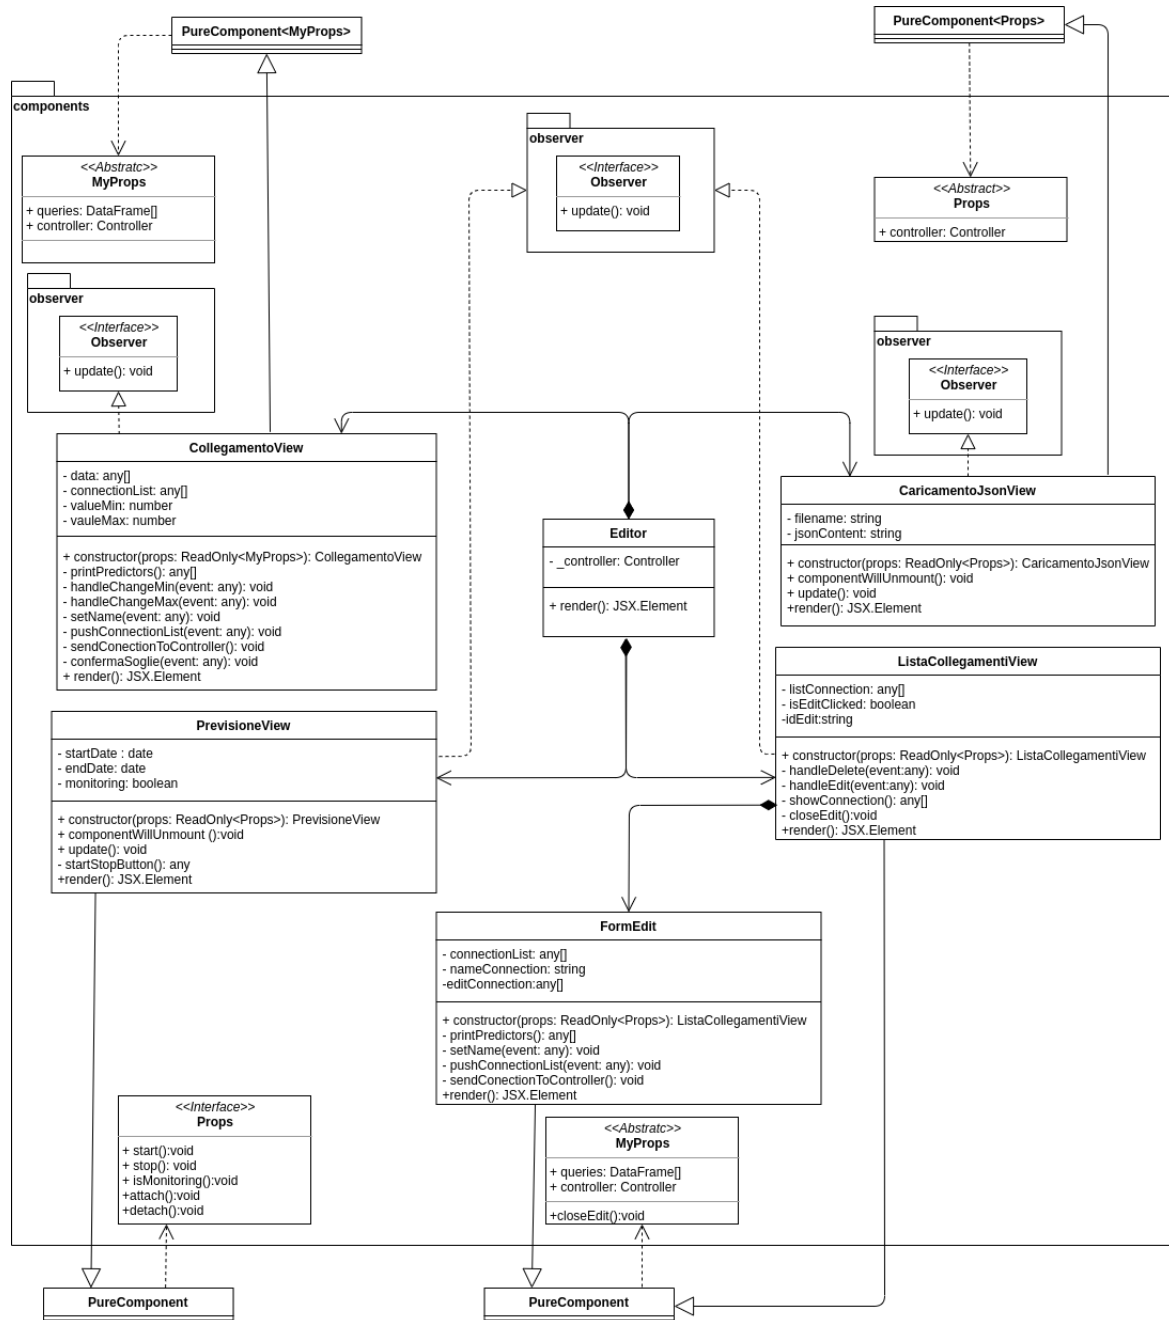 PureComponent<MyProps>
PureComponent<Props>
components
observer
<<Interface>>
Observer
+ update(): void
<<Abstratc>>
MyProps
+ queries: DataFrame[]
+ controller: Controller
<<Abstract>>
Props
+ controller: Controller
observer
<<Interface>>
Observer
+ update(): void
observer
<<Interface>>
Observer
+ update(): void
CollegamentoView
- data: any[]
- connectionList: any[]
- valueMin: number
- vauleMax: number
+ constructor(props: ReadOnly<MyProps>): CollegamentoView
- printPredictors(): any[]
- handleChangeMin(event: any): void
- handleChangeMax(event: any): void
- setName(event: any): void
- pushConnectionList(event: any): void
- sendConectionToController(): void
- confermaSoglie(event: any): void
+ render(): JSX.Element
Editor
- _controller: Controller
+ render(): JSX.Element
CaricamentoJsonView
- filename: string
- jsonContent: string
+ constructor(props: ReadOnly<Props>): CaricamentoJsonView
+ componentWillUnmount(): void
+ update(): void
+render(): JSX.Element
ListaCollegamentiView
- listConnection: any[]
- isEditClicked: boolean
-idEdit:string
+ constructor(props: ReadOnly<Props>): ListaCollegamentiView
- handleDelete(event:any): void
- handleEdit(event:any): void
- showConnection(): any[]
- closeEdit():void
+render(): JSX.Element
PrevisioneView
- startDate : date
- endDate: date
- monitoring: boolean
+ constructor(props: ReadOnly<Props>): PrevisioneView
+ componentWillUnmount ():void
+ update(): void
- startStopButton(): any
+render(): JSX.Element
FormEdit
- connectionList: any[]
- nameConnection: string
-editConnection:any[]
+ constructor(props: ReadOnly<Props>): ListaCollegamentiView
- printPredictors(): any[]
- setName(event: any): void
- pushConnectionList(event: any): void
- sendConectionToController(): void
+render(): JSX.Element
<<Interface>>
Props
+ start():void
+ stop(): void
+ isMonitoring():void
+attach():void
+detach():void
<<Abstratc>>
MyProps
+ queries: DataFrame[]
+ controller: Controller
+closeEdit():void
PureComponent
PureComponent